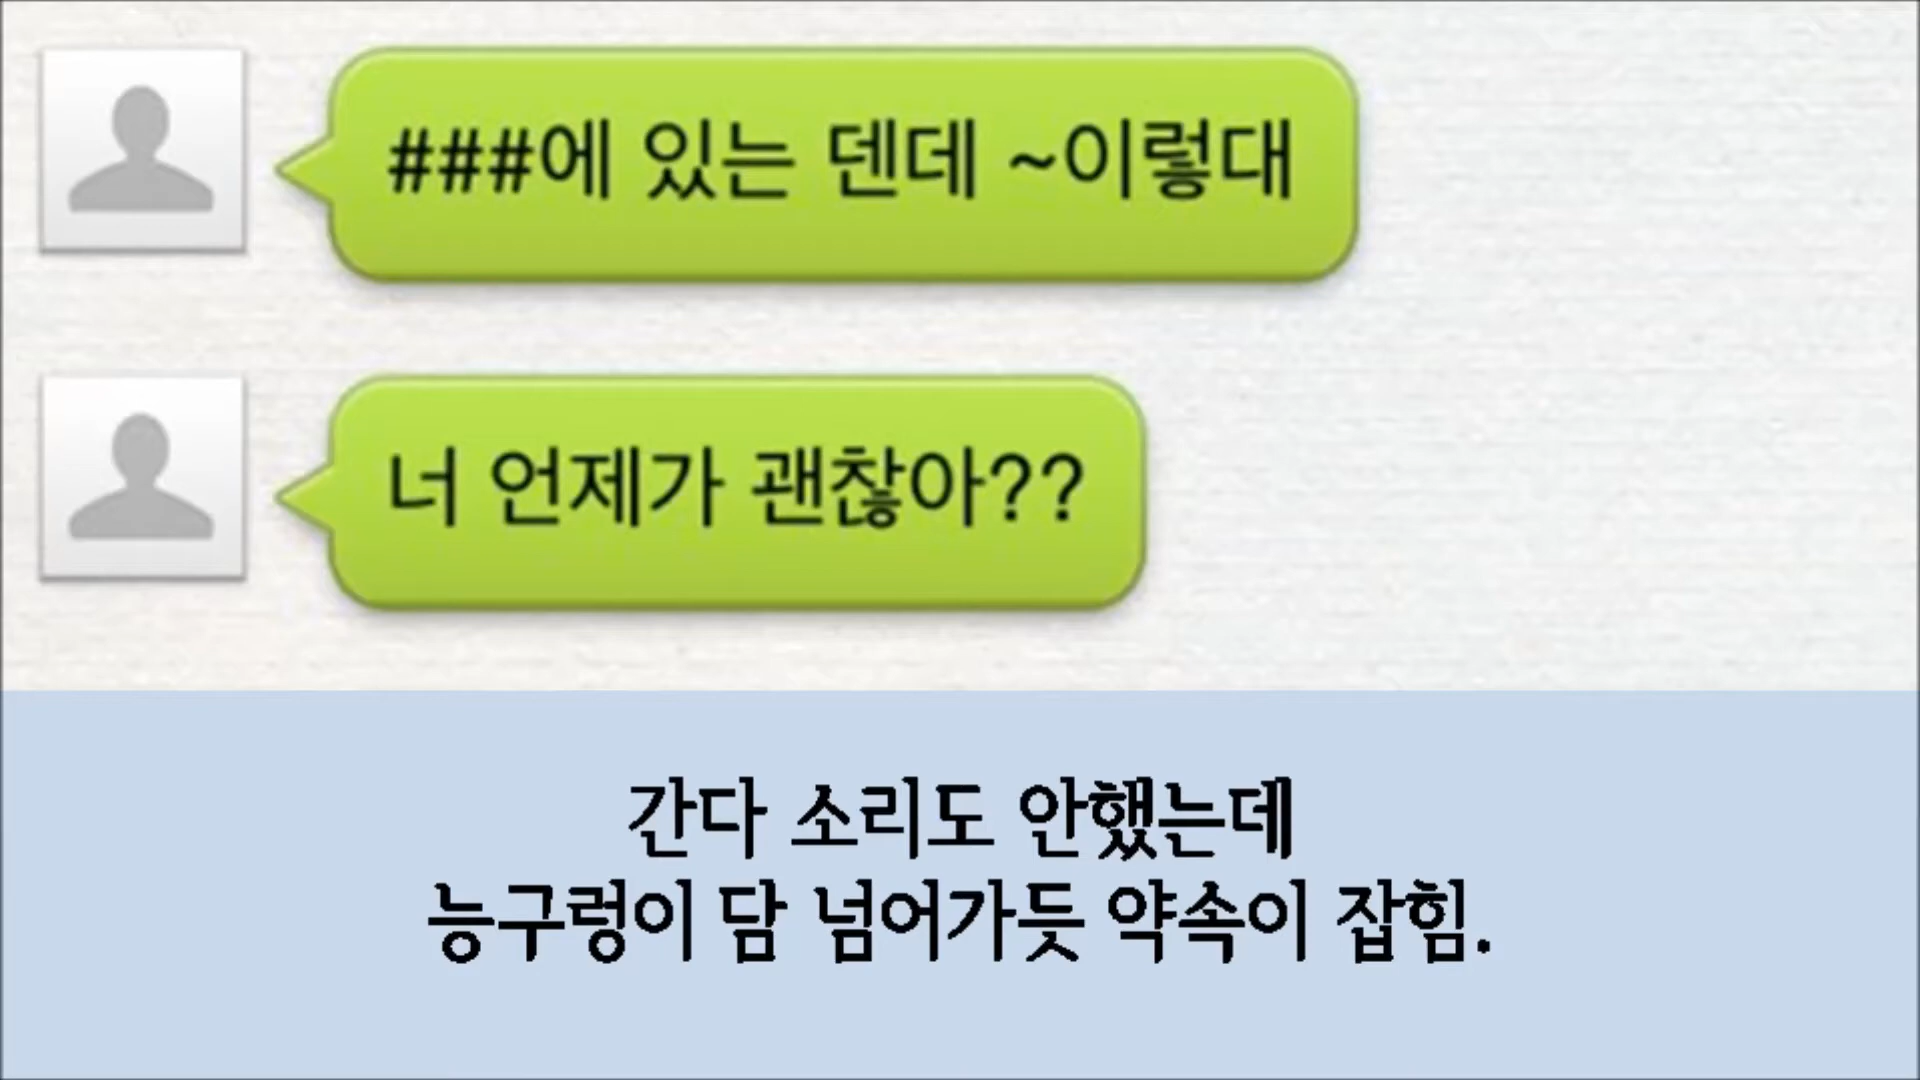 ###에 있는 덴데 ~이렇대
너 언제가 괜찮아??
간다 소리도 안했는데
능구렁이 담 넘어가듯 약속이 잡힘.